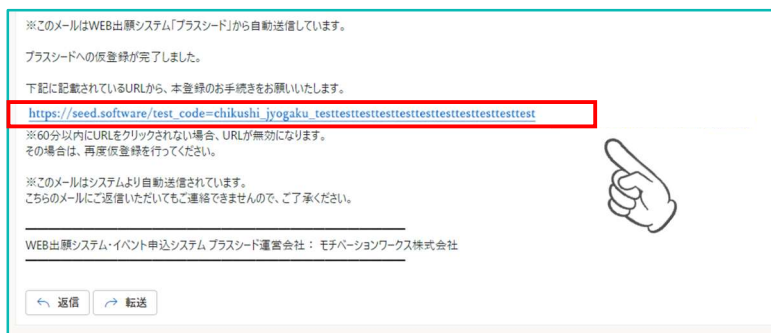 ※このメールはWEB出願システム「プラスシード」から自動送信しています。
プラスシードへの仮登録が完了しました。
下記に記載されているURLから、本登録のお手続きをお願いいたします。
https://seed.software/test_code=chikushi_jyogaku_testtesttesttesttesttesttesttesttesttesttest
※60分以内にURLをクリックされない場合、URLが無効になります。
その場合は、再度仮登録を行ってください。
※このメールはシステムより自動送信されています。
こちらのメールにご返信いただいてもご連絡できませんので、ご了承ください。
WEB出願システム・イベント申込システム プラスシード運営会社： モチベーションワークス株式会社
返信 転送